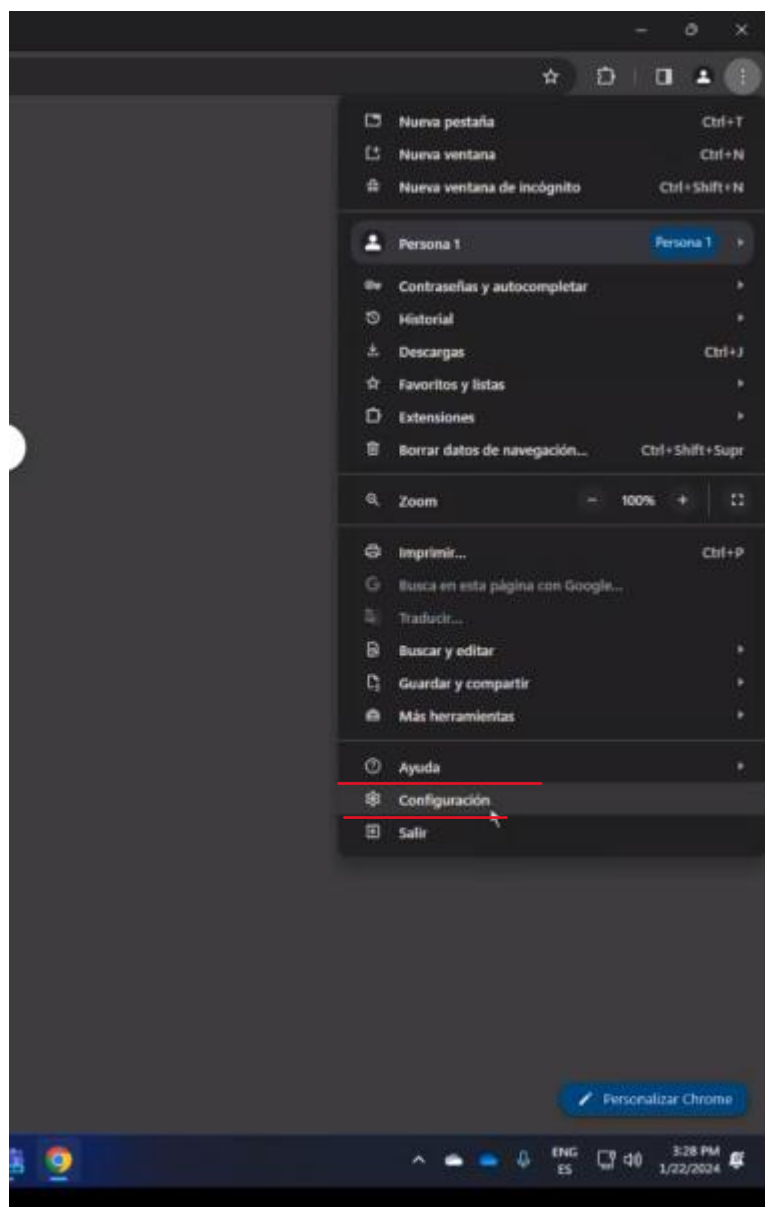 Nueva pestaña Ctrl+T
Nueva ventana Ctrl+N
Nueva ventana de incógnito Ctrl+Shift+N
Persona 1 Persona 1
Contraseñas y autocompletar
Historial
Descargas Ctrl+J
Favoritos y listas
Extensiones
Borrar datos de navegación... Ctrl+Shift+Supr
Zoom - 100% +
Imprimir... Ctrl+P
Busca en esta página con Google...
Traducir...
Buscar y editar
Guardar y compartir
Más herramientas
Ayuda
Configuración
Salir
Personalizar Chrome
ENG 3:28 PM
ES 1/22/2024